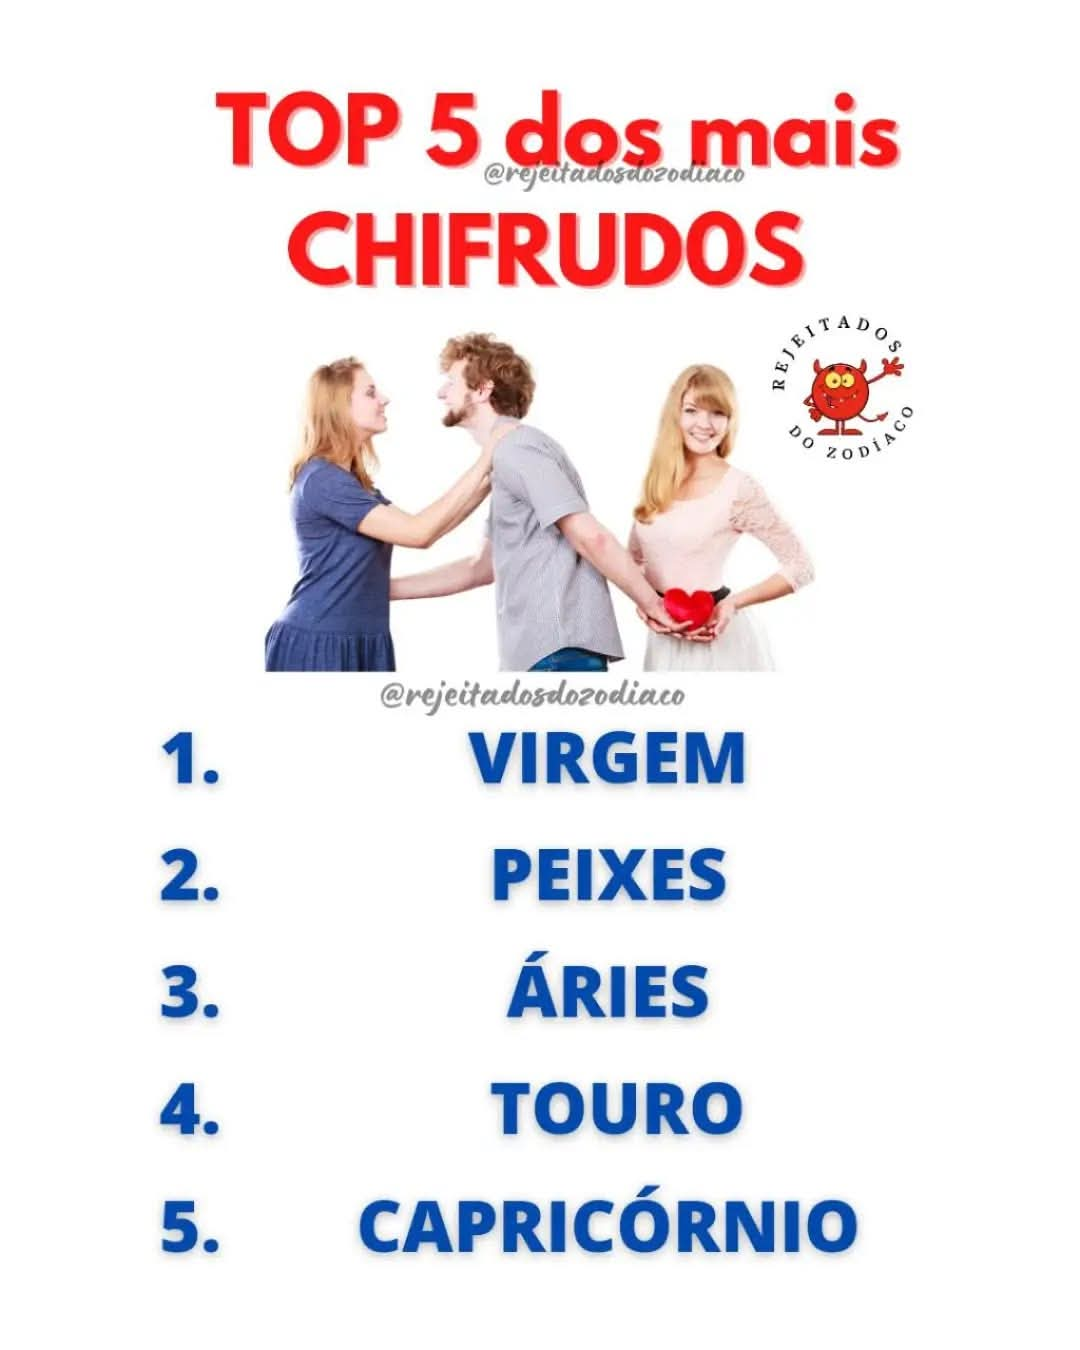 TOP 5 dos mais
@rejeitadosdozodiaco
CHIFRUD0S
REJEITADOS
DO ZODÍACO
@rejeitadosdozodiaco
1. VIRGEM
2. PEIXES
3. ÁRIES
4. TOURO
5. CAPRICÓRNIO